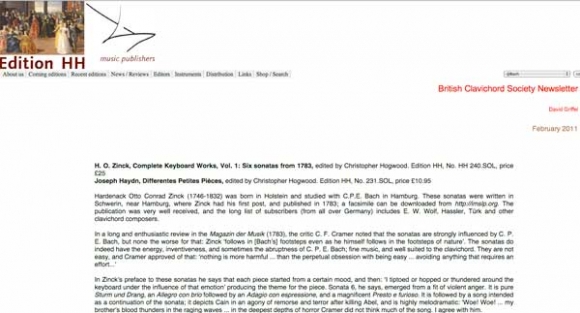 Edition HH
music publishers
About us | Coming editions | Recent editions | News / Reviews | Editors | Instruments | Distribution | Links | Shop / Search
British Clavichord Society Newsletter
David Griffel
February 2011
H. O. Zinck, Complete Keyboard Works, Vol. 1: Six sonatas from 1783, edited by Christopher Hogwood. Edition HH, No. HH 240.SOL, price
£25
Joseph Haydn, Differentes Petites Piéces, edited by Christopher Hogwood. Edition HH, No. 231.SOL, price £10.95
Hardenack Otto Conrad Zinck (1746-1832) was born in Holstein and studied with C.P.E. Bach in Hamburg. These sonatas were written in
Schwerin, near Hamburg, where Zinck had his first post, and published in 1783; a facsimile can be downloaded from http://imslp.org. The
publication was very well received, and the long list of subscribers (from all over Germany) includes E. W. Wolf, Hassler, Türk and other
clavichord composers.
In a long and enthusiastic review in the Magazin der Musik (1783), the critic C. F. Cramer noted that the sonatas are strongly influenced by C. P.
E. Bach, but none the worse for that: Zinck 'follows in [Bach's] footsteps even as he himself follows in the footsteps of nature'. The sonatas do
indeed have the energy, inventiveness, and sometimes the abruptness of C. P. E. Bach; fine music, and well suited to the clavichord. They are not
easy, and Cramer approved of that: 'nothing is more harmful ... than the perpetual obsession with being easy ... avoiding anything that requires an
effort...'
In Zinck's preface to these sonatas he says that each piece started from a certain mood, and then: 'I tiptoed or hopped or thundered around the
keyboard under the influence of that emotion' producing the theme for the piece. Sonata 6, he says, emerged from a fit of violent anger. It is pure
Sturm und Drang, an Allegro con brio followed by an Adagio con espressione, and a magnificent Presto e furioso. It is followed by a song intended
as a continuation of the sonata; it depicts Cain in an agony of remorse and terror after killing Abel, and is highly melodramatic: 'Woe! Woe! ... my
brother's blood thunders in the raging waves ... in the deepest depths of horror Cramer did not think much of the song. I agree with him.